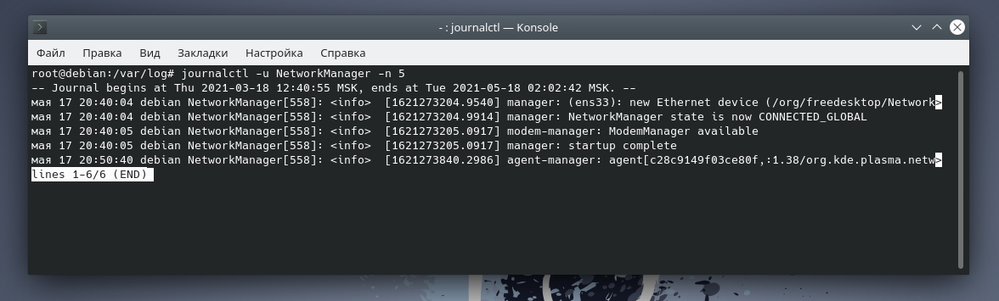 - : journalctl — Konsole
Файл Правка Вид Закладки Настройка Справка
root@debian:/var/log# journalctl -u NetworkManager -n 5
-- Journal begins at Thu 2021-03-18 12:40:55 MSK, ends at Tue 2021-05-18 02:02:42 MSK. --
мая 17 20:40:04 debian NetworkManager[558]: <info>  [1621273204.9540] manager: (ens33): new Ethernet device (/org/freedesktop/Network>
мая 17 20:40:04 debian NetworkManager[558]: <info>  [1621273204.9914] manager: NetworkManager state is now CONNECTED_GLOBAL
мая 17 20:40:05 debian NetworkManager[558]: <info>  [1621273205.0917] modem-manager: ModemManager available
мая 17 20:40:05 debian NetworkManager[558]: <info>  [1621273205.0917] manager: startup complete
мая 17 20:50:40 debian NetworkManager[558]: <info>  [1621273840.2986] agent-manager: agent[c28c9149f03ce80f,:1.38/org.kde.plasma.netw>
lines 1-6/6 (END)